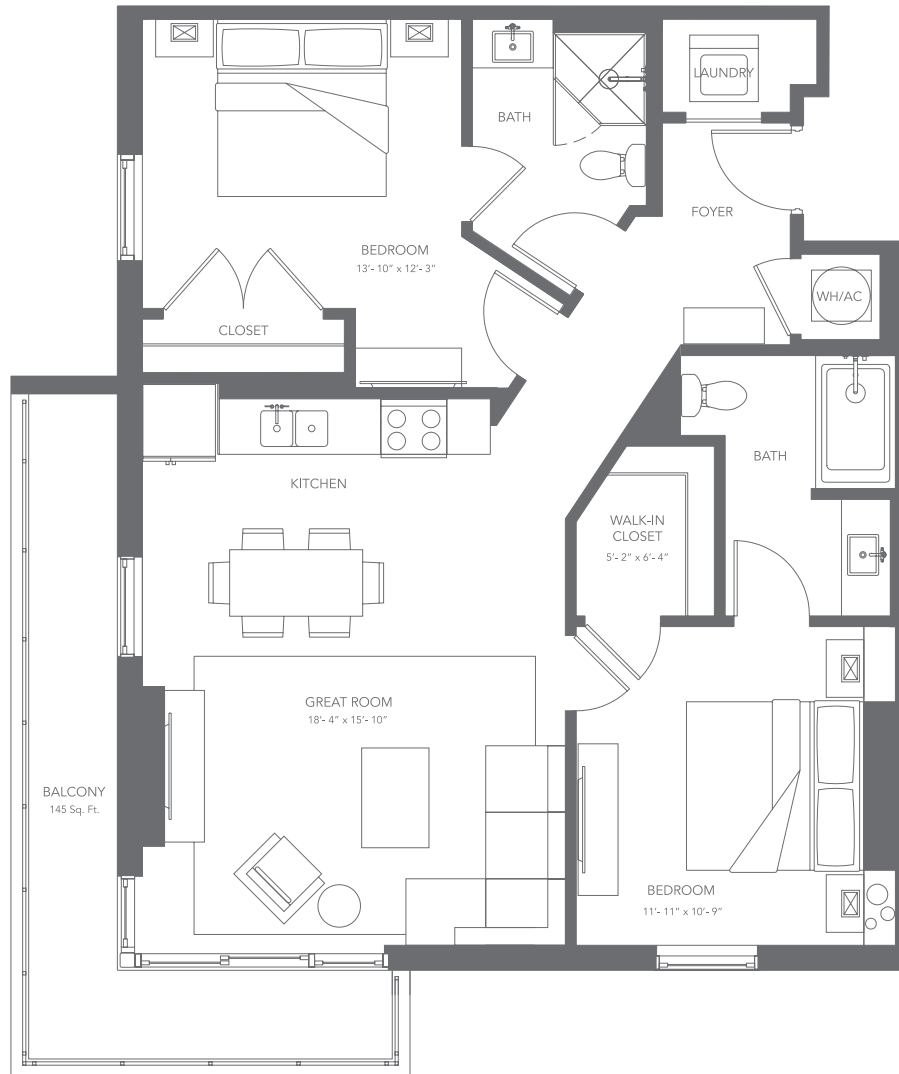 LAUNDRY
BATH
FOYER
BEDROOM
13'- 10" x 12'- 3"
WH/AC
CLOSET
BATH
KITCHEN
WALK-IN
CLOSET
5'- 2" x 6'- 4"
GREAT ROOM
18'- 4" x 15'- 10"
BALCONY
145 Sq. Ft.
BEDROOM
11'- 11" x 10'- 9"